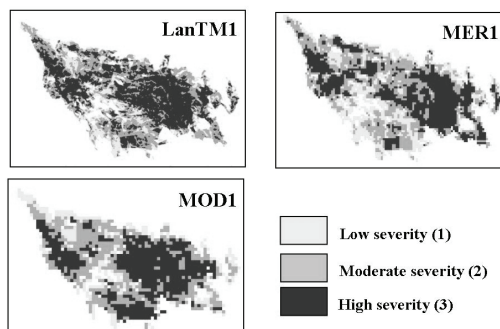 LanTM1
MER1
MOD1
Low severity (1)
Moderate severity (2)
High severity (3)